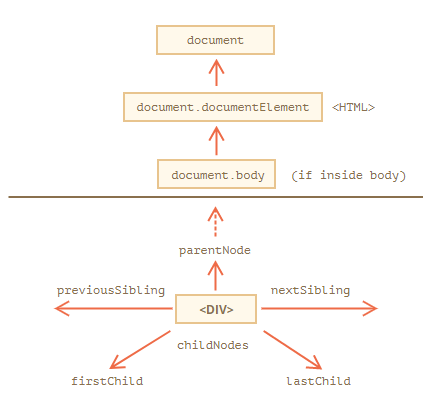 document
document.documentElement <HTML>
document.body (if inside body)
parentNode
previousSibling nextSibling
<DIV>
childNodes
firstChild lastChild